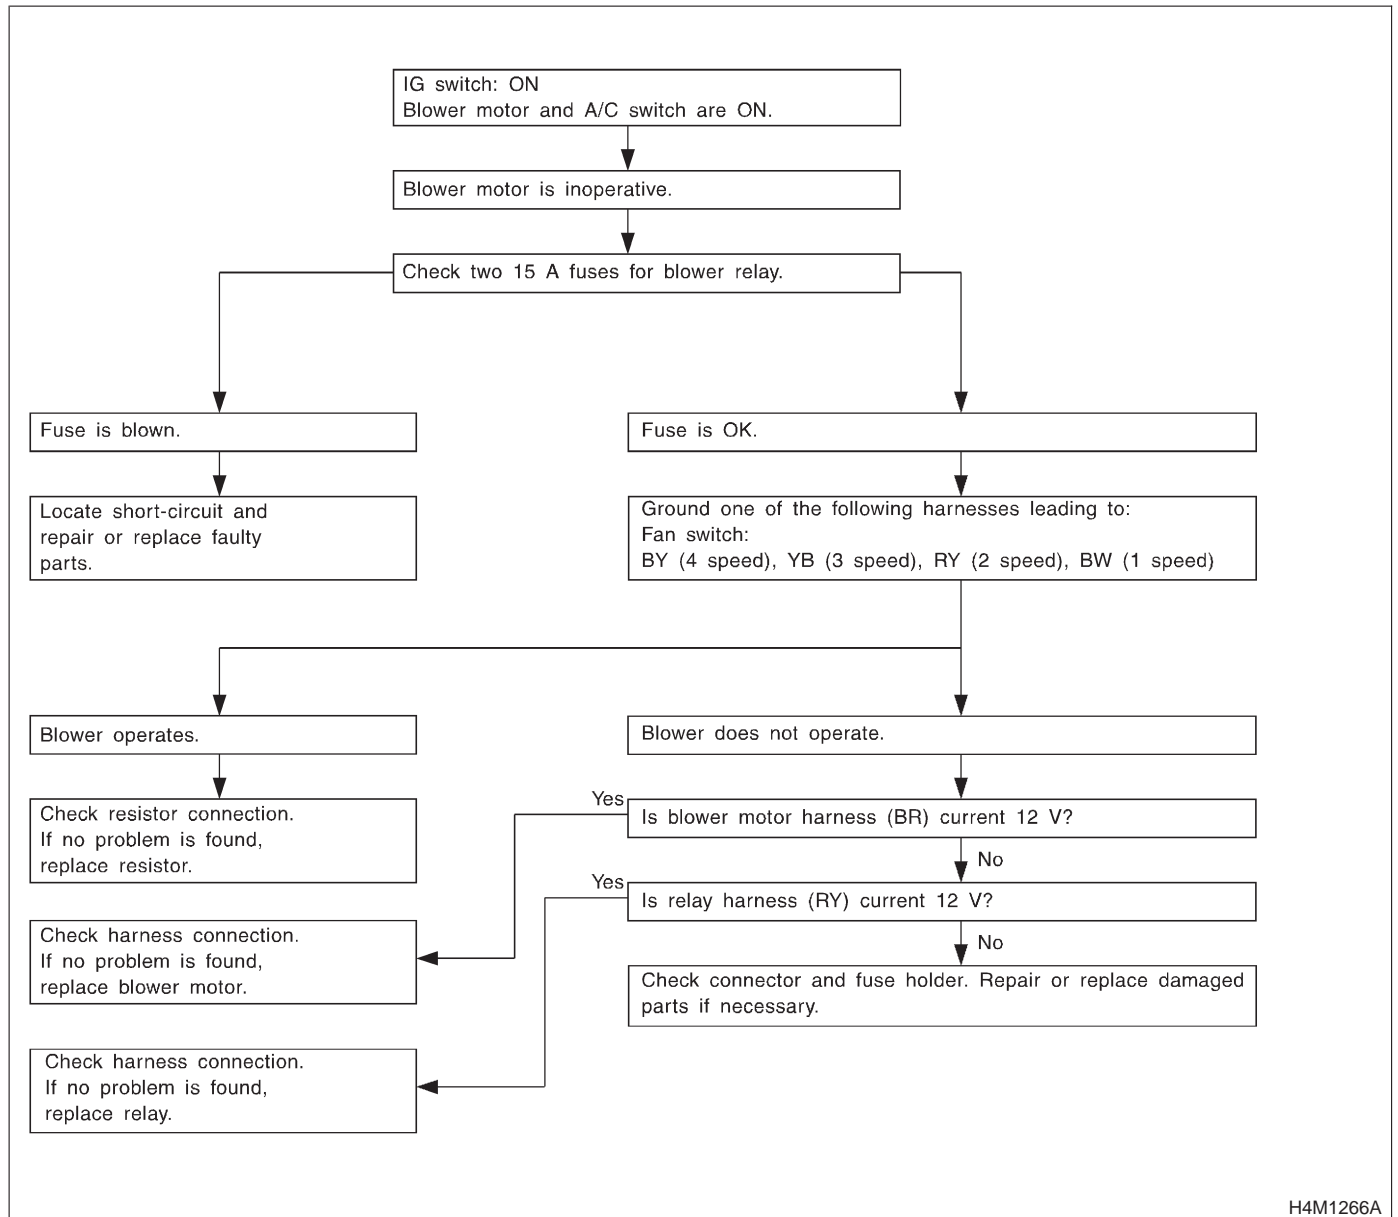 IG switch: ON
Blower motor and A/C switch are ON.
Blower motor is inoperative.
Check two 15 A fuses for blower relay.
Fuse is blown.
Fuse is OK.
Locate short-circuit and
repair or replace faulty
parts.
Ground one of the following harnesses leading to:
Fan switch:
BY (4 speed), YB (3 speed), RY (2 speed), BW (1 speed)
Blower operates.
Blower does not operate.
Check resistor connection.
If no problem is found,
replace resistor.
Yes
Is blower motor harness (BR) current 12 V?
No
Yes
Is relay harness (RY) current 12 V?
No
Check harness connection.
If no problem is found,
replace blower motor.
Check connector and fuse holder. Repair or replace damaged
parts if necessary.
Check harness connection.
If no problem is found,
replace relay.
H4M1266A